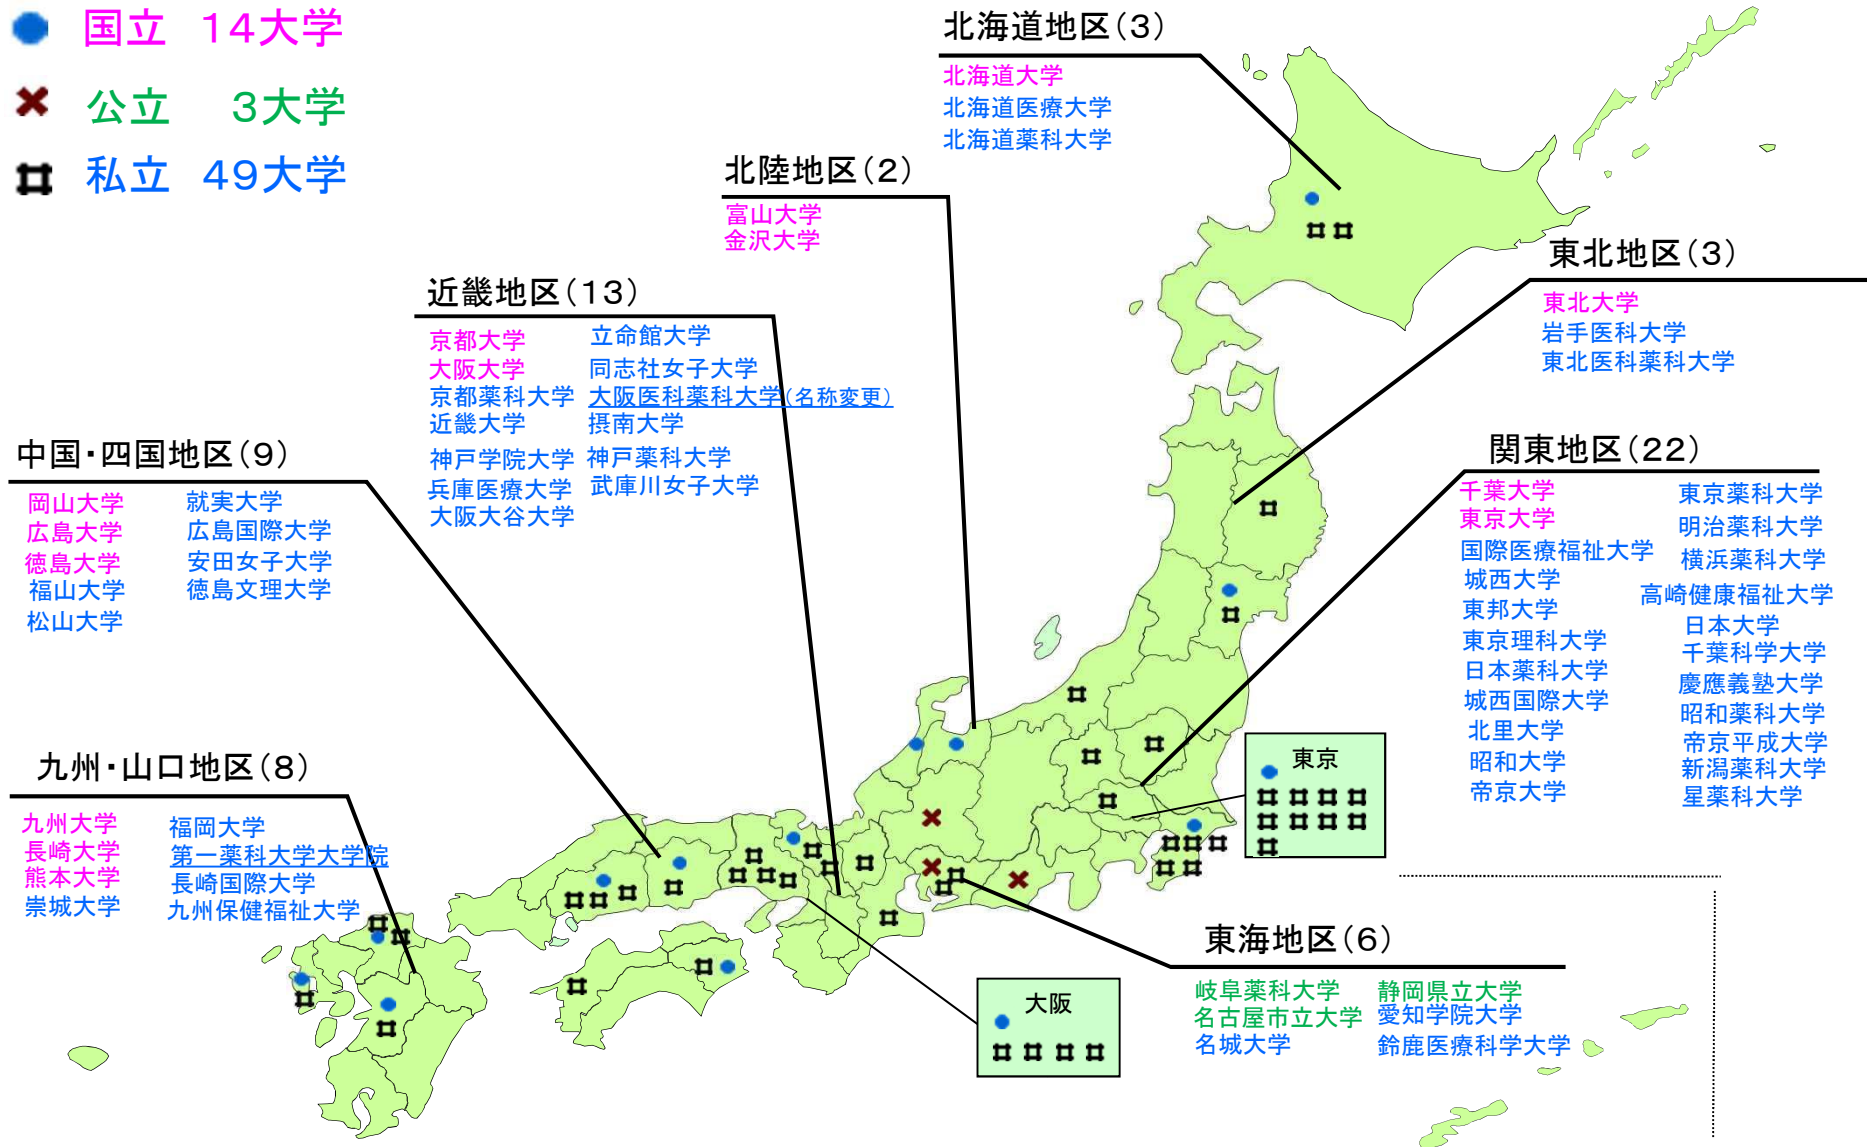 国立 14大学
公立 3大学
私立 49大学
北海道地区(3)
北海道大学
北海道医療大学
北海道薬科大学
北陸地区(2)
富山大学
金沢大学
東北地区(3)
東北大学
岩手医科大学
東北医科薬科大学
近畿地区(13)
京都大学 立命館大学
大阪大学 同志社女子大学
京都薬科大学 大阪医科薬科大学(名称変更)
近畿大学 摂南大学
神戸学院大学 神戸薬科大学
兵庫医療大学 武庫川女子大学
大阪大谷大学
中国・四国地区(9)
岡山大学 就実大学
広島大学 広島国際大学
徳島大学 安田女子大学
福山大学 徳島文理大学
松山大学
関東地区(22)
千葉大学 東京薬科大学
東京大学 明治薬科大学
国際医療福祉大学 横浜薬科大学
城西大学 高崎健康福祉大学
東邦大学 日本大学
東京理科大学 千葉科学大学
日本薬科大学 慶應義塾大学
城西国際大学 昭和薬科大学
北里大学 帝京平成大学
昭和大学 新潟薬科大学
帝京大学 星薬科大学
東京
九州・山口地区(8)
九州大学 福岡大学
長崎大学 第一薬科大学大学院
熊本大学 長崎国際大学
崇城大学 九州保健福祉大学
東海地区(6)
岐阜薬科大学 静岡県立大学
名古屋市立大学 愛知学院大学
名城大学 鈴鹿医療科学大学
大阪